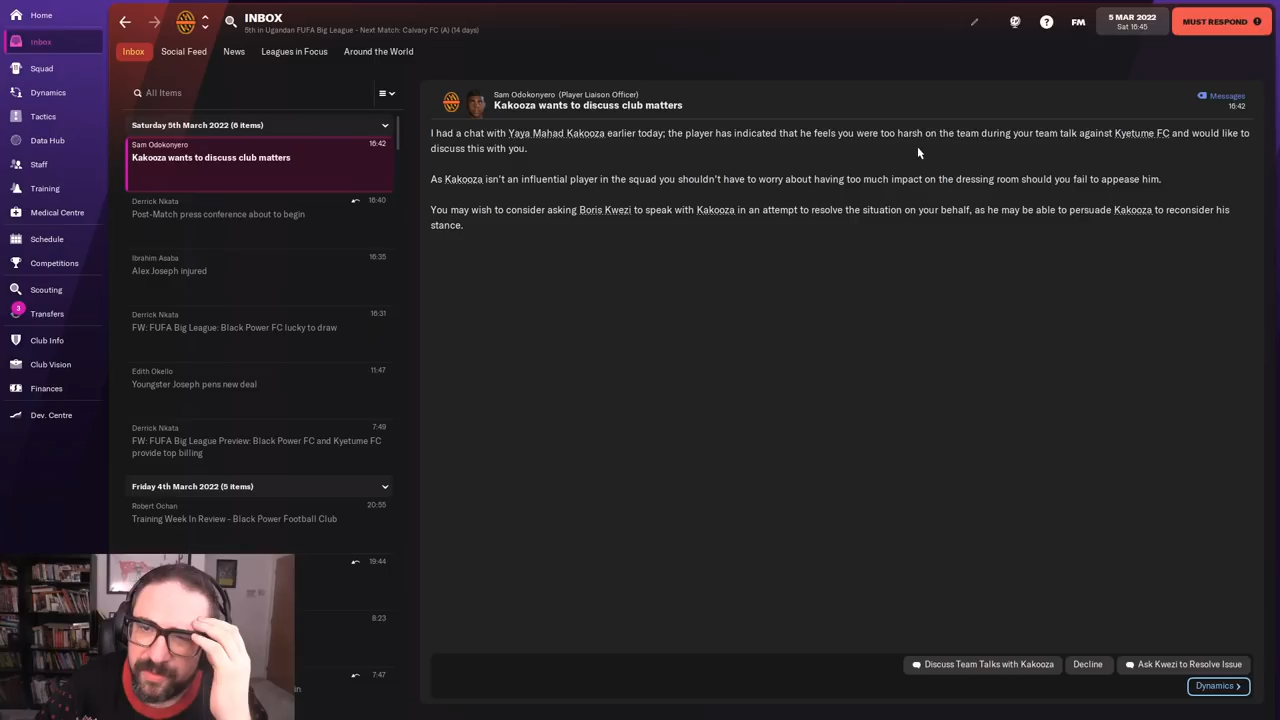 Home
Inbox
Squad
Dynamics
Tactics
Data Hub
Staff
Training
Medical Centre
Schedule
Competitions
Scouting
3
Transfers
Club Info
Club Vision
Finances
Dev. Centre
INBOX
5th in Ugandan FUFA Big League - Next Match: Calvary FC (A) (14 days)
FM
5 MAR 2022
Sat 16:45
MUST RESPOND
Inbox
Social Feed
News
Leagues in Focus
Around the World
All Items
Saturday 5th March 2022 (6 items)
Sam Odokonyero 16:42
Kakooza wants to discuss club matters
Derrick Nkata 16:40
Post-Match press conference about to begin
Ibrahim Asaba 16:35
Alex Joseph injured
Derrick Nkata 16:31
FW: FUFA Big League: Black Power FC lucky to draw
Edith Okello 11:47
Youngster Joseph pens new deal
Derrick Nkata 7:49
FW: FUFA Big League Preview: Black Power FC and Kyetume FC
provide top billing
Friday 4th March 2022 (5 items)
Robert Ochan 20:55
Training Week In Review - Black Power Football Club
19:44
8:23
7:47
in
Sam Odokonyero (Player Liaison Officer)
Kakooza wants to discuss club matters
Messages
16:42
I had a chat with Yaya Mahad Kakooza earlier today; the player has indicated that he feels you were too harsh on the team during your team talk against Kyetume FC and would like to
discuss this with you.
As Kakooza isn't an influential player in the squad you shouldn't have to worry about having too much impact on the dressing room should you fail to appease him.
You may wish to consider asking Boris Kwezi to speak with Kakooza in an attempt to resolve the situation on your behalf, as he may be able to persuade Kakooza to reconsider his
stance.
Discuss Team Talks with Kakooza
Decline
Ask Kwezi to Resolve Issue
Dynamics